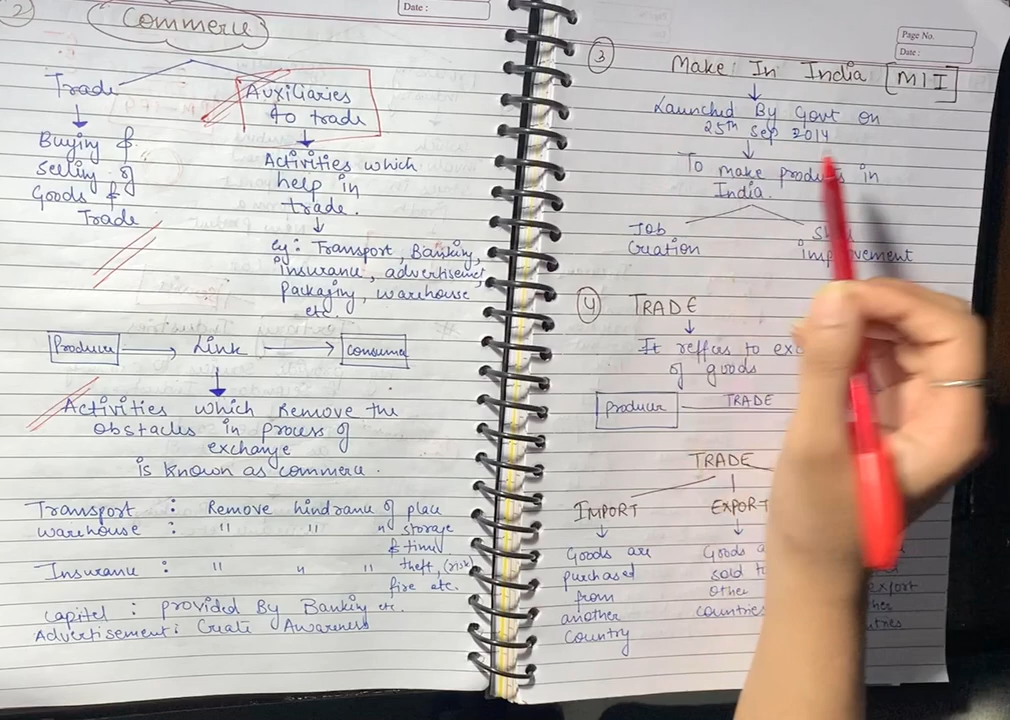 2
Commerce
Date :
Trade
Auxiliaries
to trade
Buying &
Selling of
Goods &
Trade
Activities which
help in
trade.
eg: Transport, Banking,
insurance, advertisemet,
Packaging, warehouse
etc.
Producer
Link
Consumer
Activities which Remove the
obstacles in process of
exchange
is known as commerce.
Transport : Remove hindrance of place
warehouse : " " " storage
& time
Insurance : " " " theft, (risk)
fire etc.
Capitel : provided By Banking etc.
Advertisement: Create Awareness
Page No.
Date :
3
Make In India [MII]
Launched By Govt on
25th Sep 2014
To make products in
India.
Job
Creation
improvement
4
TRADE
It reffers to
of goods
Producer
TRADE
TRADE
IMPORT
EXPORT
Goods are
purchased
from
another
country
Goods
sold to
other
countries
export